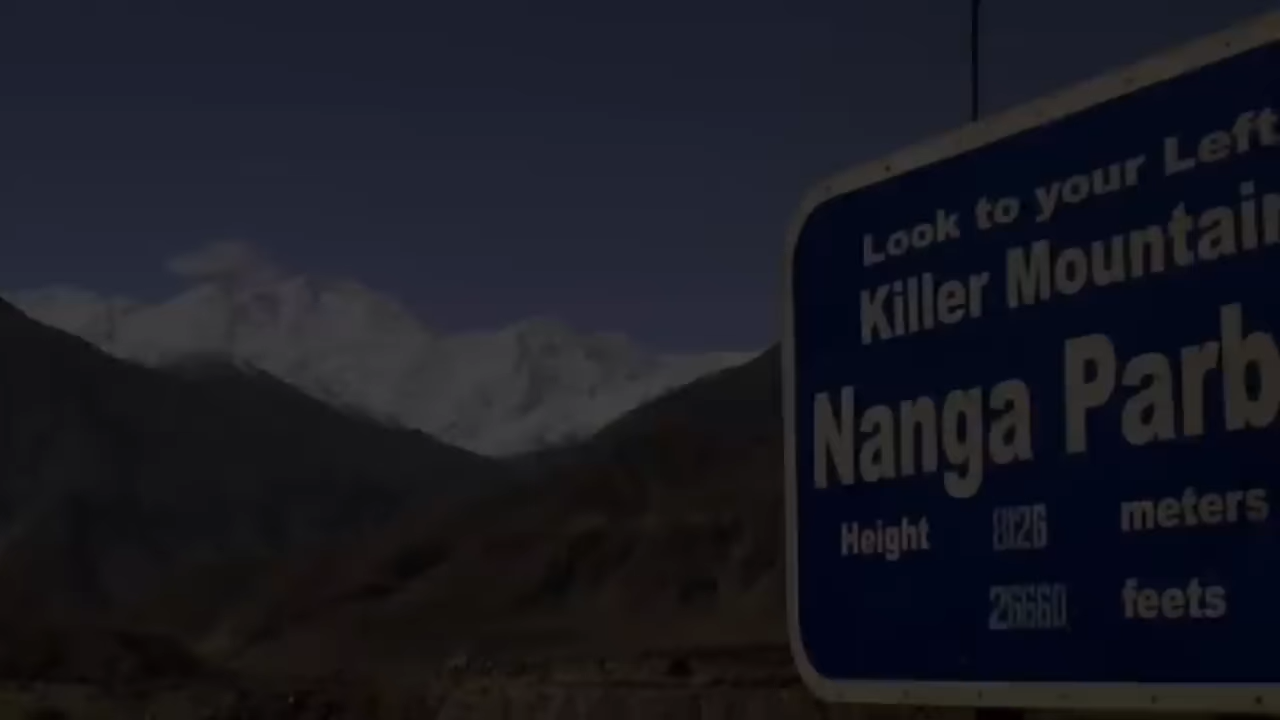 Look to your Left
Killer Mountain
Nanga Parb
Height 8126 meters
26660 feets